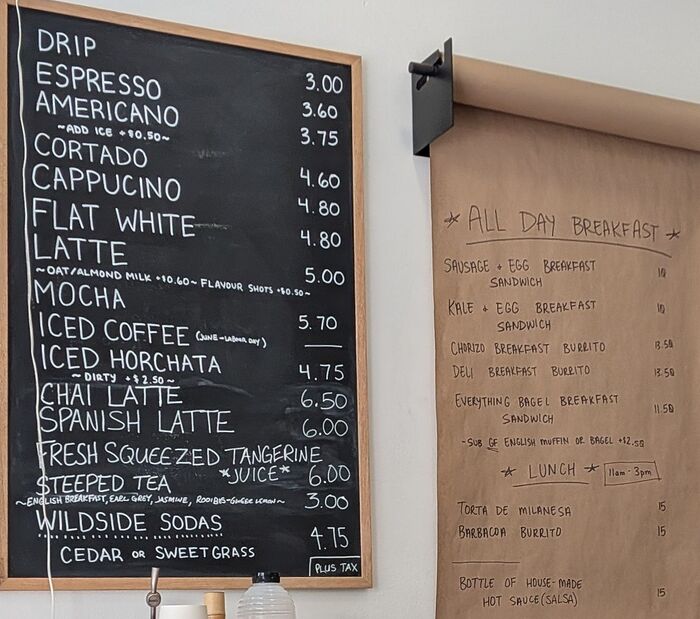 DRIP 3.00
ESPRESSO 3.60
AMERICANO 3.75
~ADD ICE +$0.50~
CORTADO 4.60
CAPPUCINO 4.80
FLAT WHITE 4.80
LATTE 5.00
~OAT/ALMOND MILK +$0.60~ FLAVOUR SHOTS +$0.50~
MOCHA 5.70
ICED COFFEE (JUNE-LABOUR DAY) —
ICED HORCHATA 4.75
~DIRTY +$2.50~
CHAI LATTE 6.50
SPANISH LATTE 6.00
FRESH SQUEEZED TANGERINE
*JUICE* 6.00
STEEPED TEA 3.00
~ENGLISH BREAKFAST, EARL GREY, JASMINE, ROOIBOS-GINGER LEMON~
WILDSIDE SODAS 4.75
CEDAR OR SWEETGRASS
PLUS TAX
* ALL DAY BREAKFAST *
SAUSAGE + EGG BREAKFAST 10
SANDWICH
KALE + EGG BREAKFAST 10
SANDWICH
CHORIZO BREAKFAST BURRITO 13.50
DELI BREAKFAST BURRITO 13.50
EVERYTHING BAGEL BREAKFAST 11.50
SANDWICH
-SUB GF ENGLISH MUFFIN OR BAGEL +$2.50
* LUNCH * 11am-3pm
TORTA DE MILANESA 15
BARBACOA BURRITO 15
BOTTLE OF HOUSE-MADE 15
HOT SAUCE (SALSA)